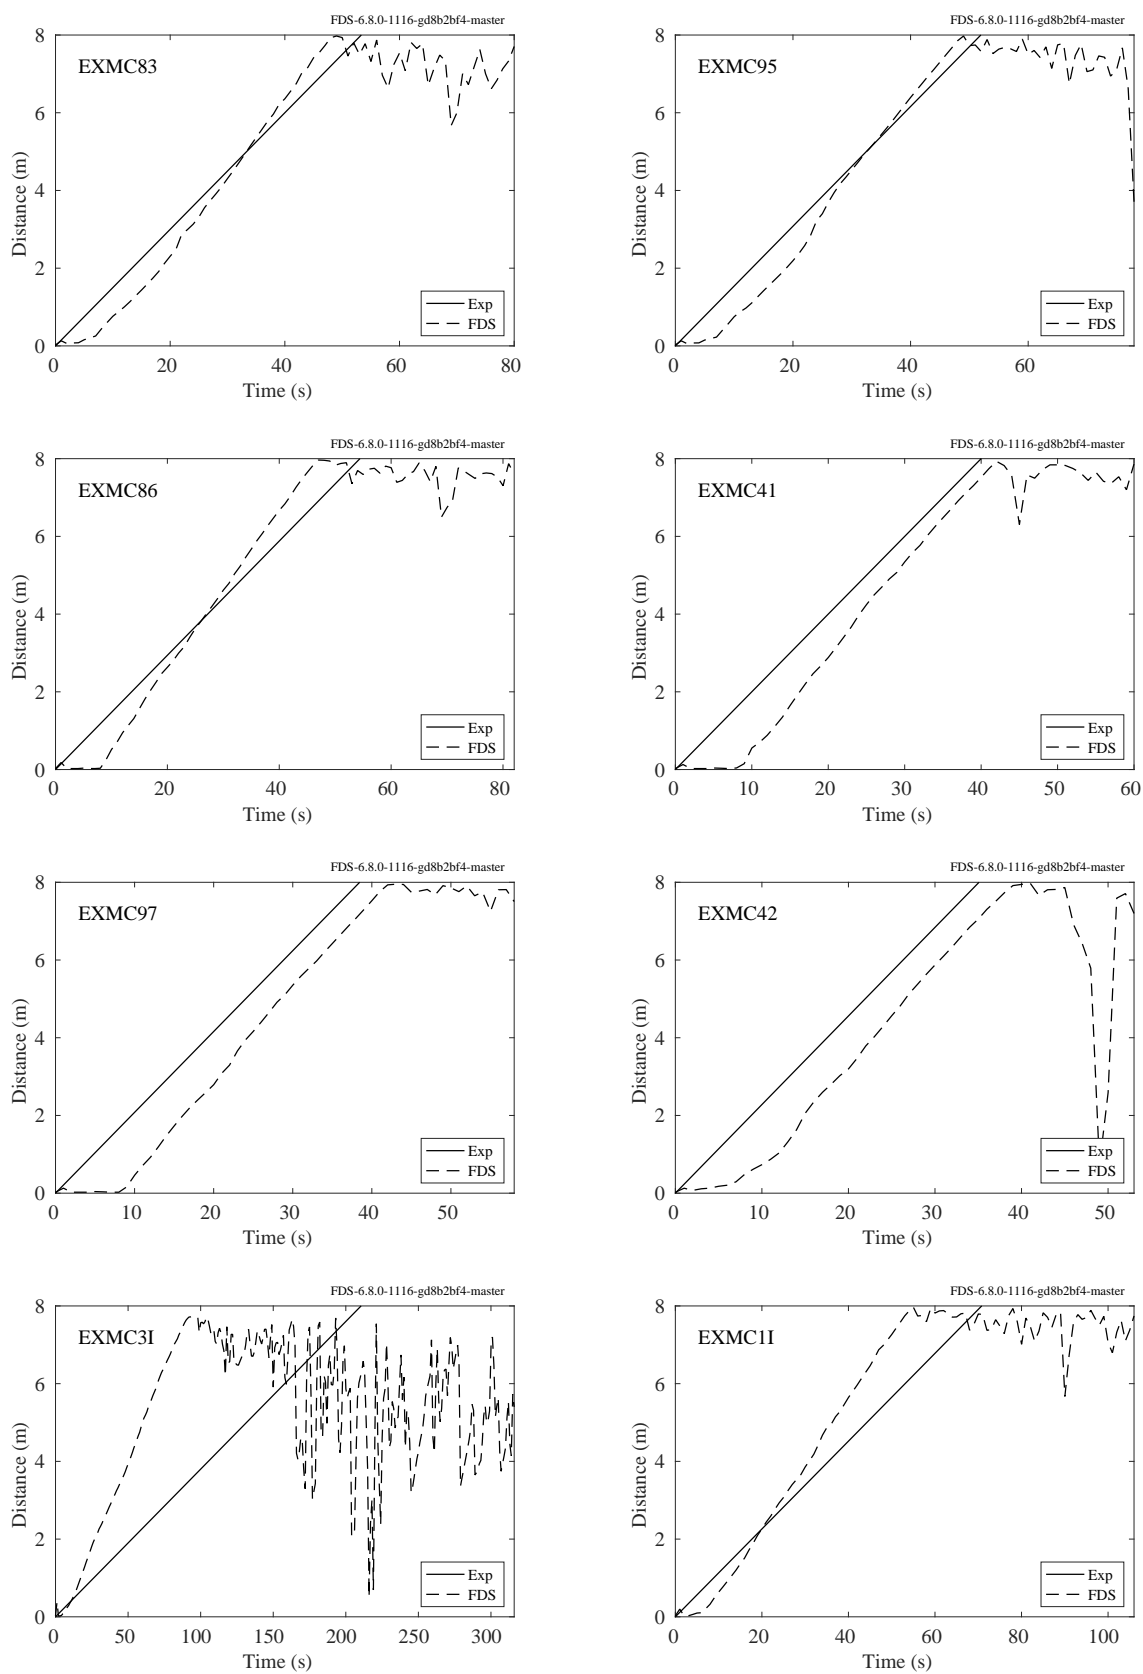 FDS-6.8.0-1116-gd8b2bf4-master
EXMC83
8
6
4
2
0
Distance (m)
Exp
FDS
0 20 40 60 80
Time (s)
FDS-6.8.0-1116-gd8b2bf4-master
EXMC95
8
6
4
2
0
Distance (m)
Exp
FDS
0 20 40 60
Time (s)
FDS-6.8.0-1116-gd8b2bf4-master
EXMC86
8
6
4
2
0
Distance (m)
Exp
FDS
0 20 40 60 80
Time (s)
FDS-6.8.0-1116-gd8b2bf4-master
EXMC41
8
6
4
2
0
Distance (m)
Exp
FDS
0 10 20 30 40 50 60
Time (s)
FDS-6.8.0-1116-gd8b2bf4-master
EXMC97
8
6
4
2
0
Distance (m)
Exp
FDS
0 10 20 30 40 50
Time (s)
FDS-6.8.0-1116-gd8b2bf4-master
EXMC42
8
6
4
2
0
Distance (m)
Exp
FDS
0 10 20 30 40 50
Time (s)
FDS-6.8.0-1116-gd8b2bf4-master
EXMC3I
8
6
4
2
0
Distance (m)
Exp
FDS
0 50 100 150 200 250 300
Time (s)
FDS-6.8.0-1116-gd8b2bf4-master
EXMC1I
8
6
4
2
0
Distance (m)
Exp
FDS
0 20 40 60 80 100
Time (s)